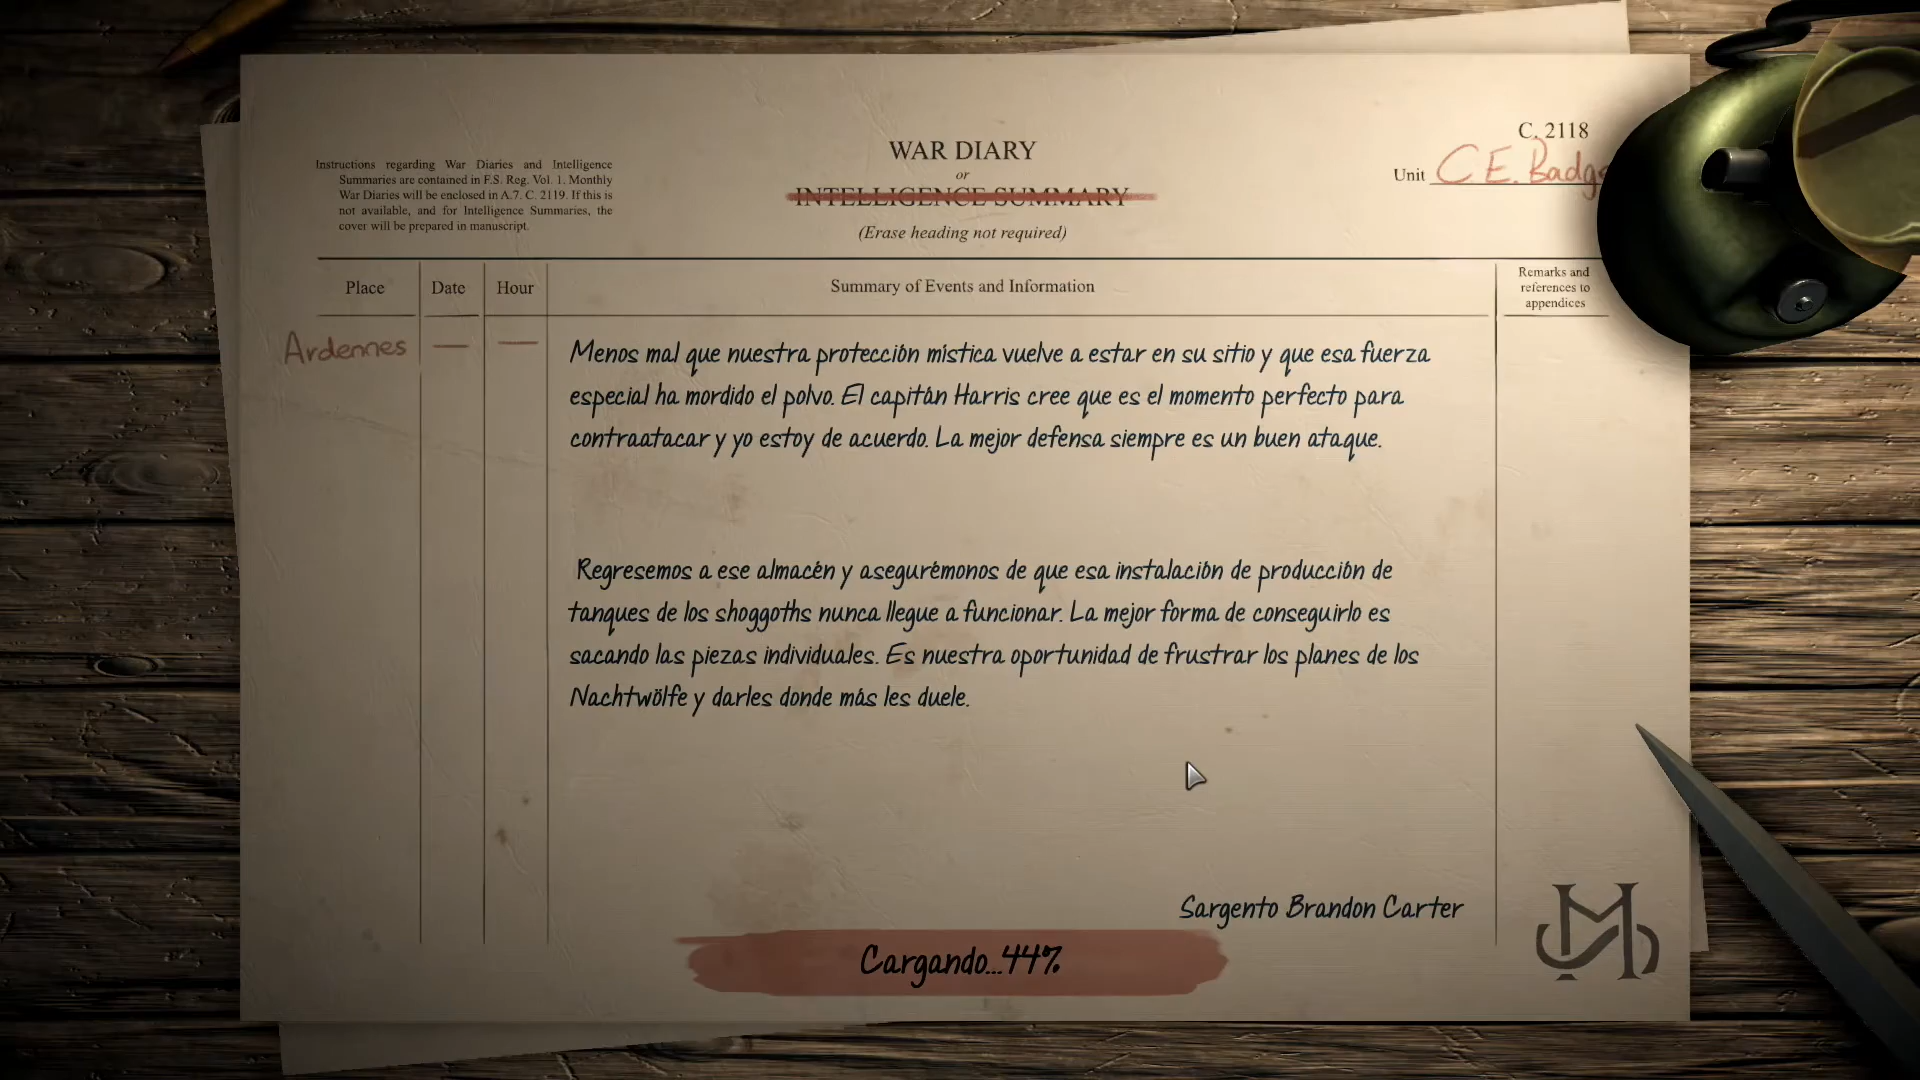 C. 2118
Unit C.E.
WAR DIARY
or
INTELLIGENCE SUMMARY
(Erase heading not required)
Instructions regarding War Diaries and Intelligence
Summaries are contained in F.S. Reg. Vol. 1. Monthly
War Diaries will be enclosed in A.7. C. 2119. If this is
not available, and for Intelligence Summaries, the
cover will be prepared in manuscript.
Place
Date
Hour
Summary of Events and Information
Remarks and
references to
appendices
Ardennes — —
Menos mal que nuestra protección mística vuelve a estar en su sitio y que esa fuerza
especial ha mordido el polvo. El capitán Harris cree que es el momento perfecto para
contraatacar y yo estoy de acuerdo. La mejor defensa siempre es un buen ataque.
Regresemos a ese almacén y asegurémonos de que esa instalación de producción de
tanques de los shoggoths nunca llegue a funcionar. La mejor forma de conseguirlo es
sacando las piezas individuales. Es nuestra oportunidad de frustrar los planes de los
Nachtwölfe y darles donde más les duele.
Sargento Brandon Carter
Cargando...44%